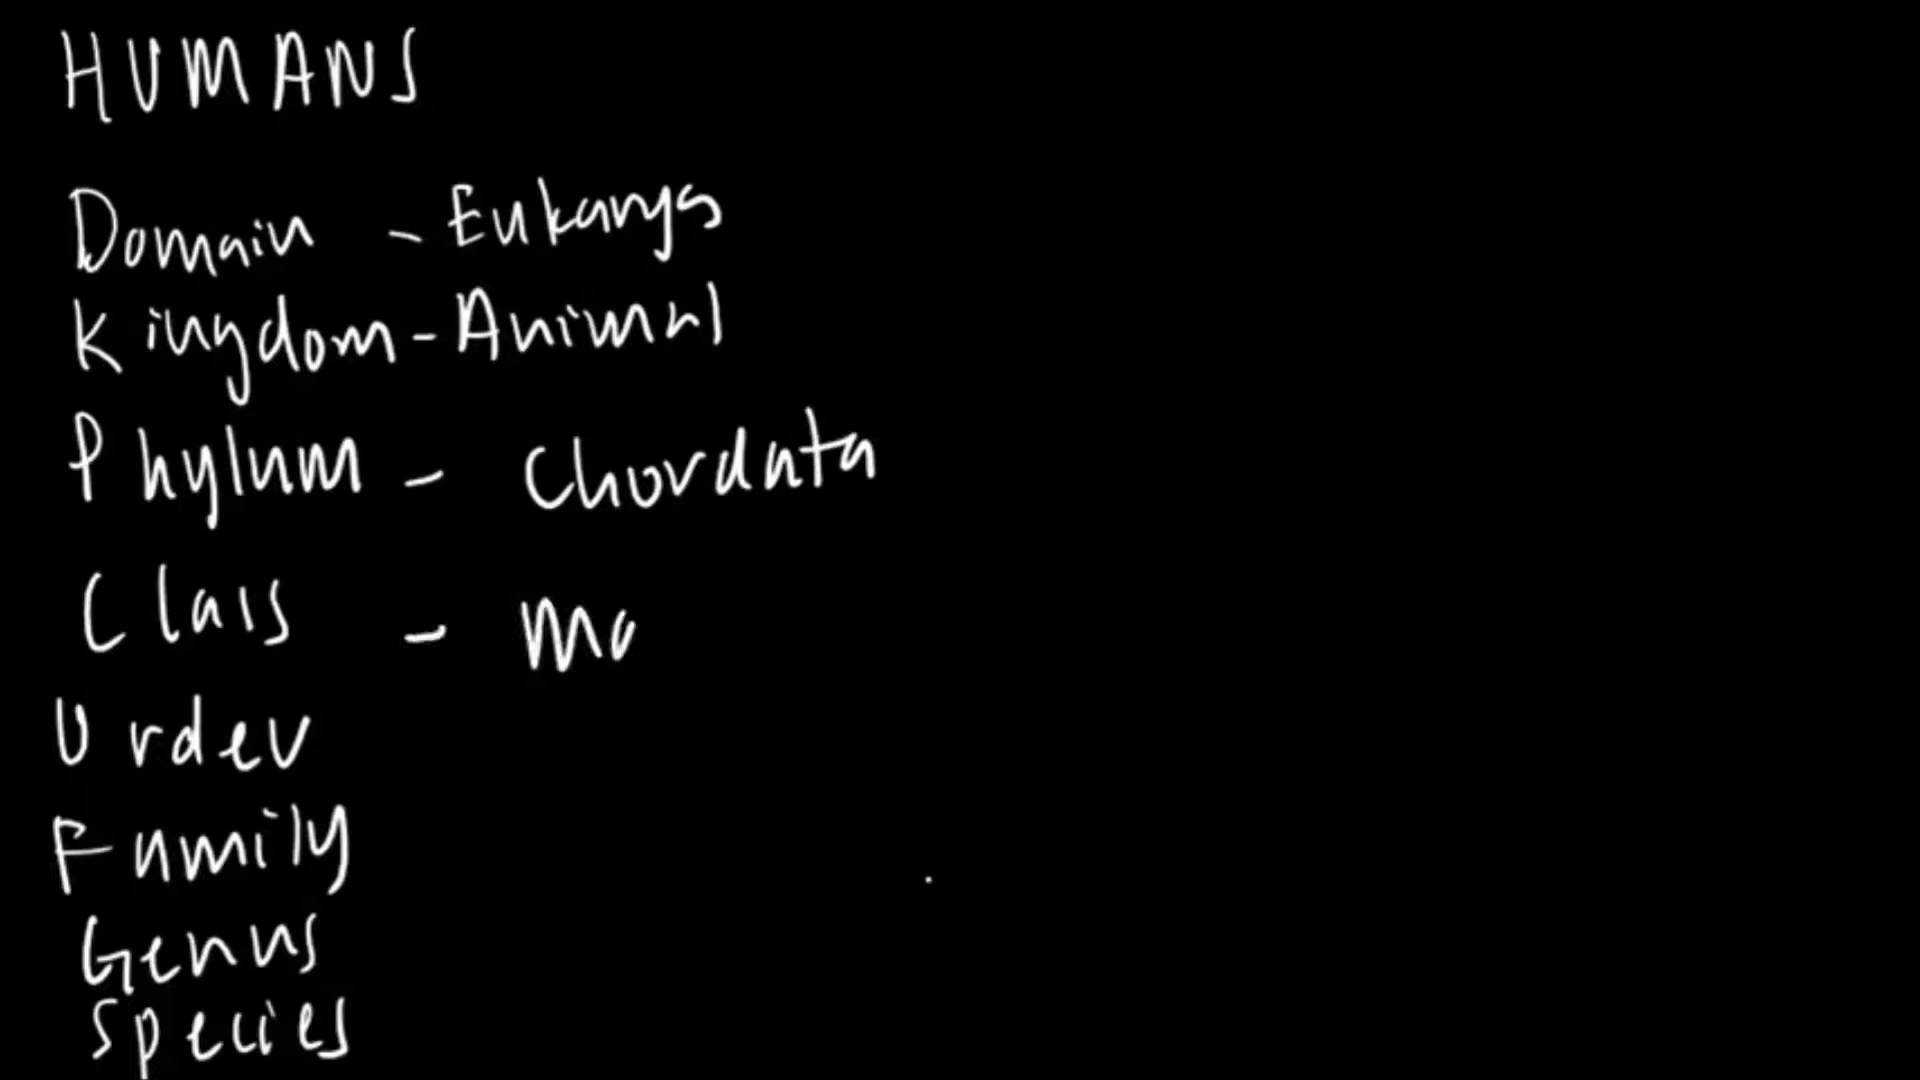 HUMANS
Domain - Eukarya
Kingdom - Animal
Phylum - Chordata
Class - Ma
Order
Family
Genus
Species